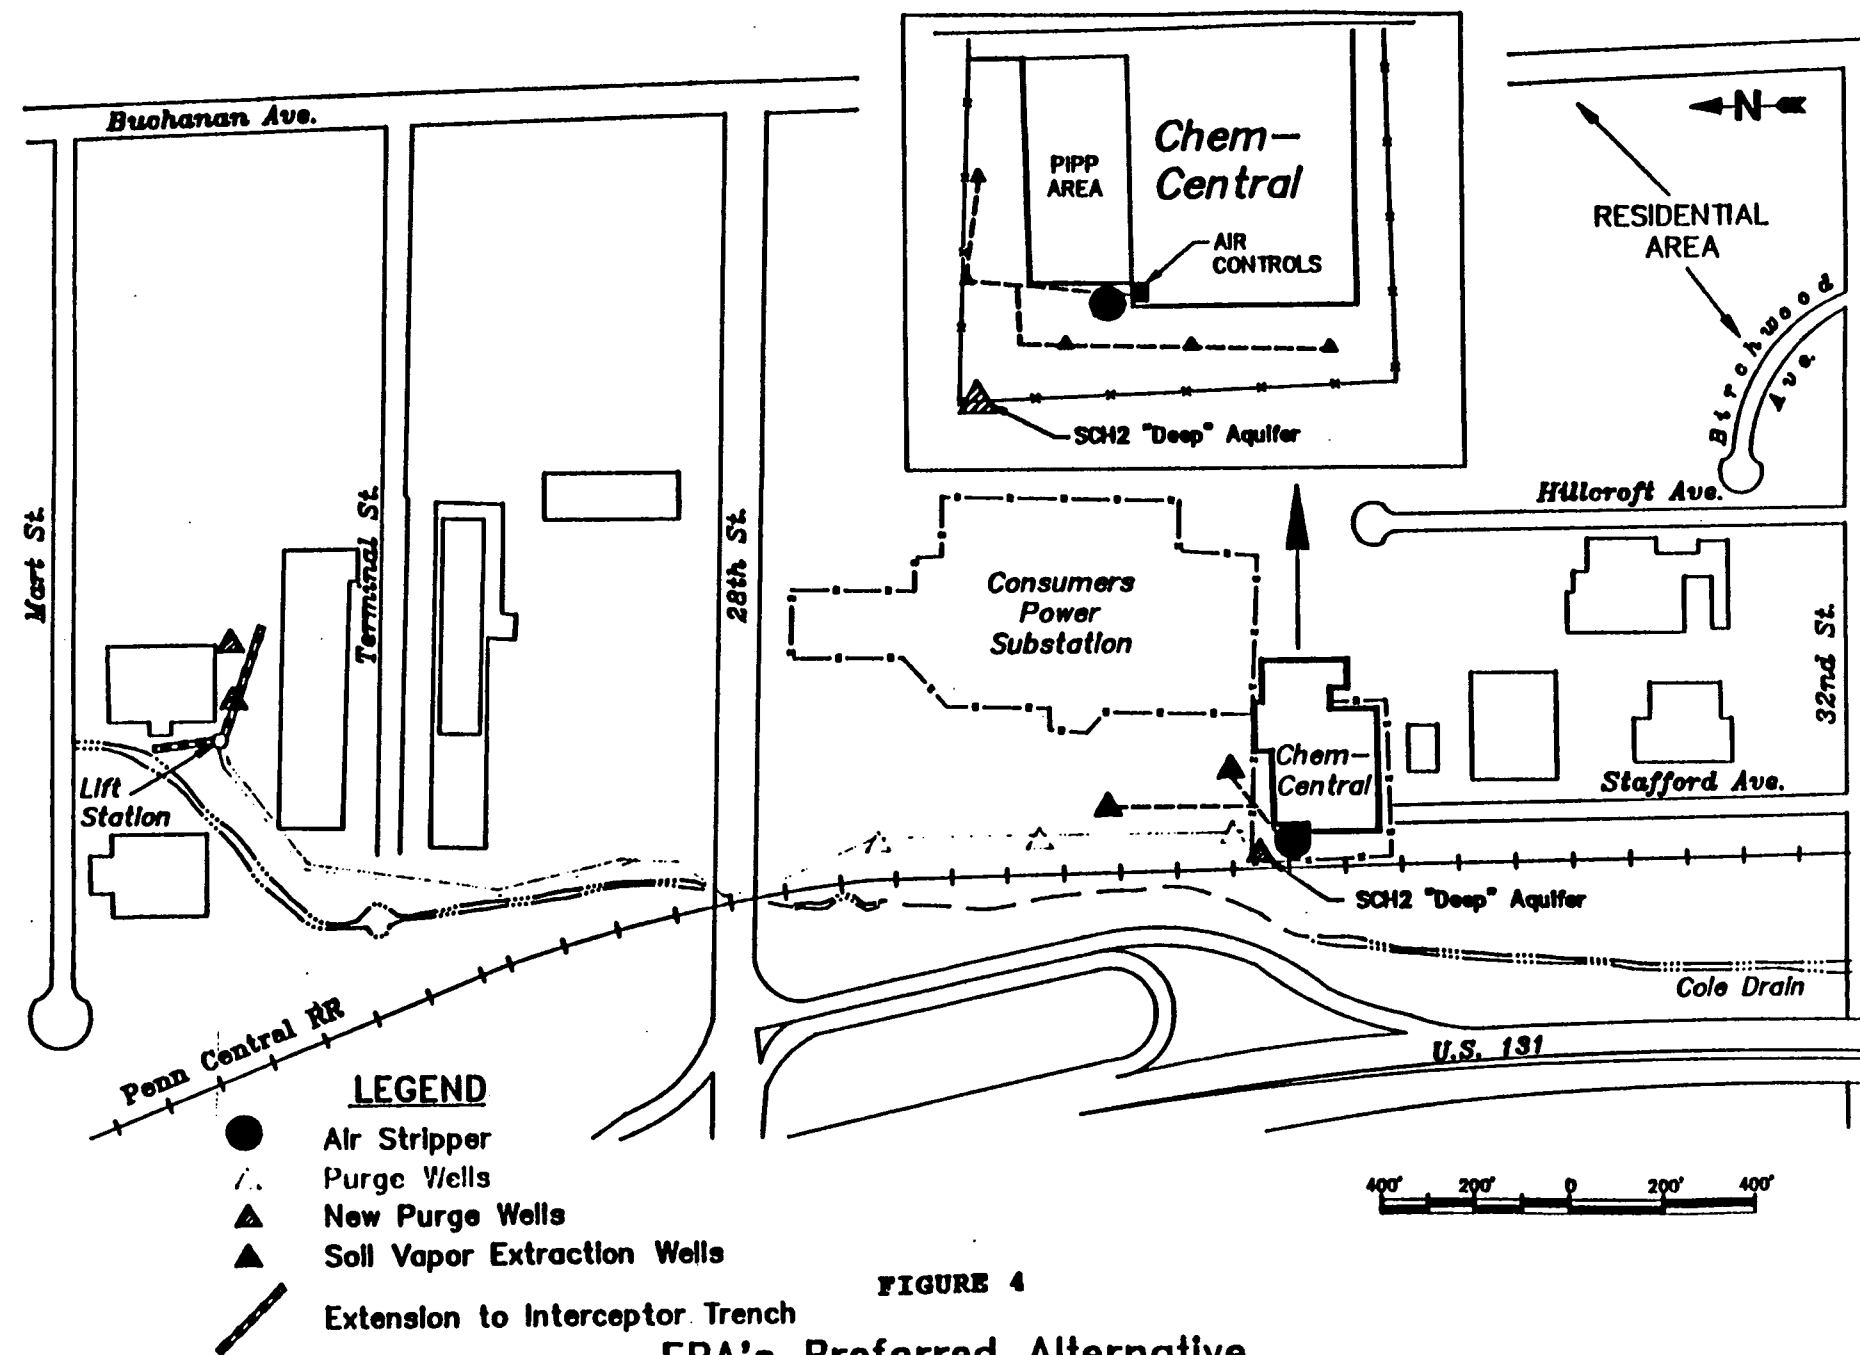 Buchanan Ave.
Chem-
Central
PIPP
AREA
AIR
CONTROLS
SCH2 "Deep" Aquifer
N
RESIDENTIAL
AREA
Birchwood
Ave.
Hillcroft Ave.
Mart St.
Terminal St.
28th St.
32nd St.
Consumers
Power
Substation
Chem-
Central
Stafford Ave.
Lift
Station
SCH2 "Deep" Aquifer
Cole Drain
Penn Central RR
U.S. 131
LEGEND
Air Stripper
Purge Wells
New Purge Wells
Soil Vapor Extraction Wells
Extension to Interceptor Trench
400' 200' 0 200' 400'
FIGURE 4
EPA's Preferred Alternative